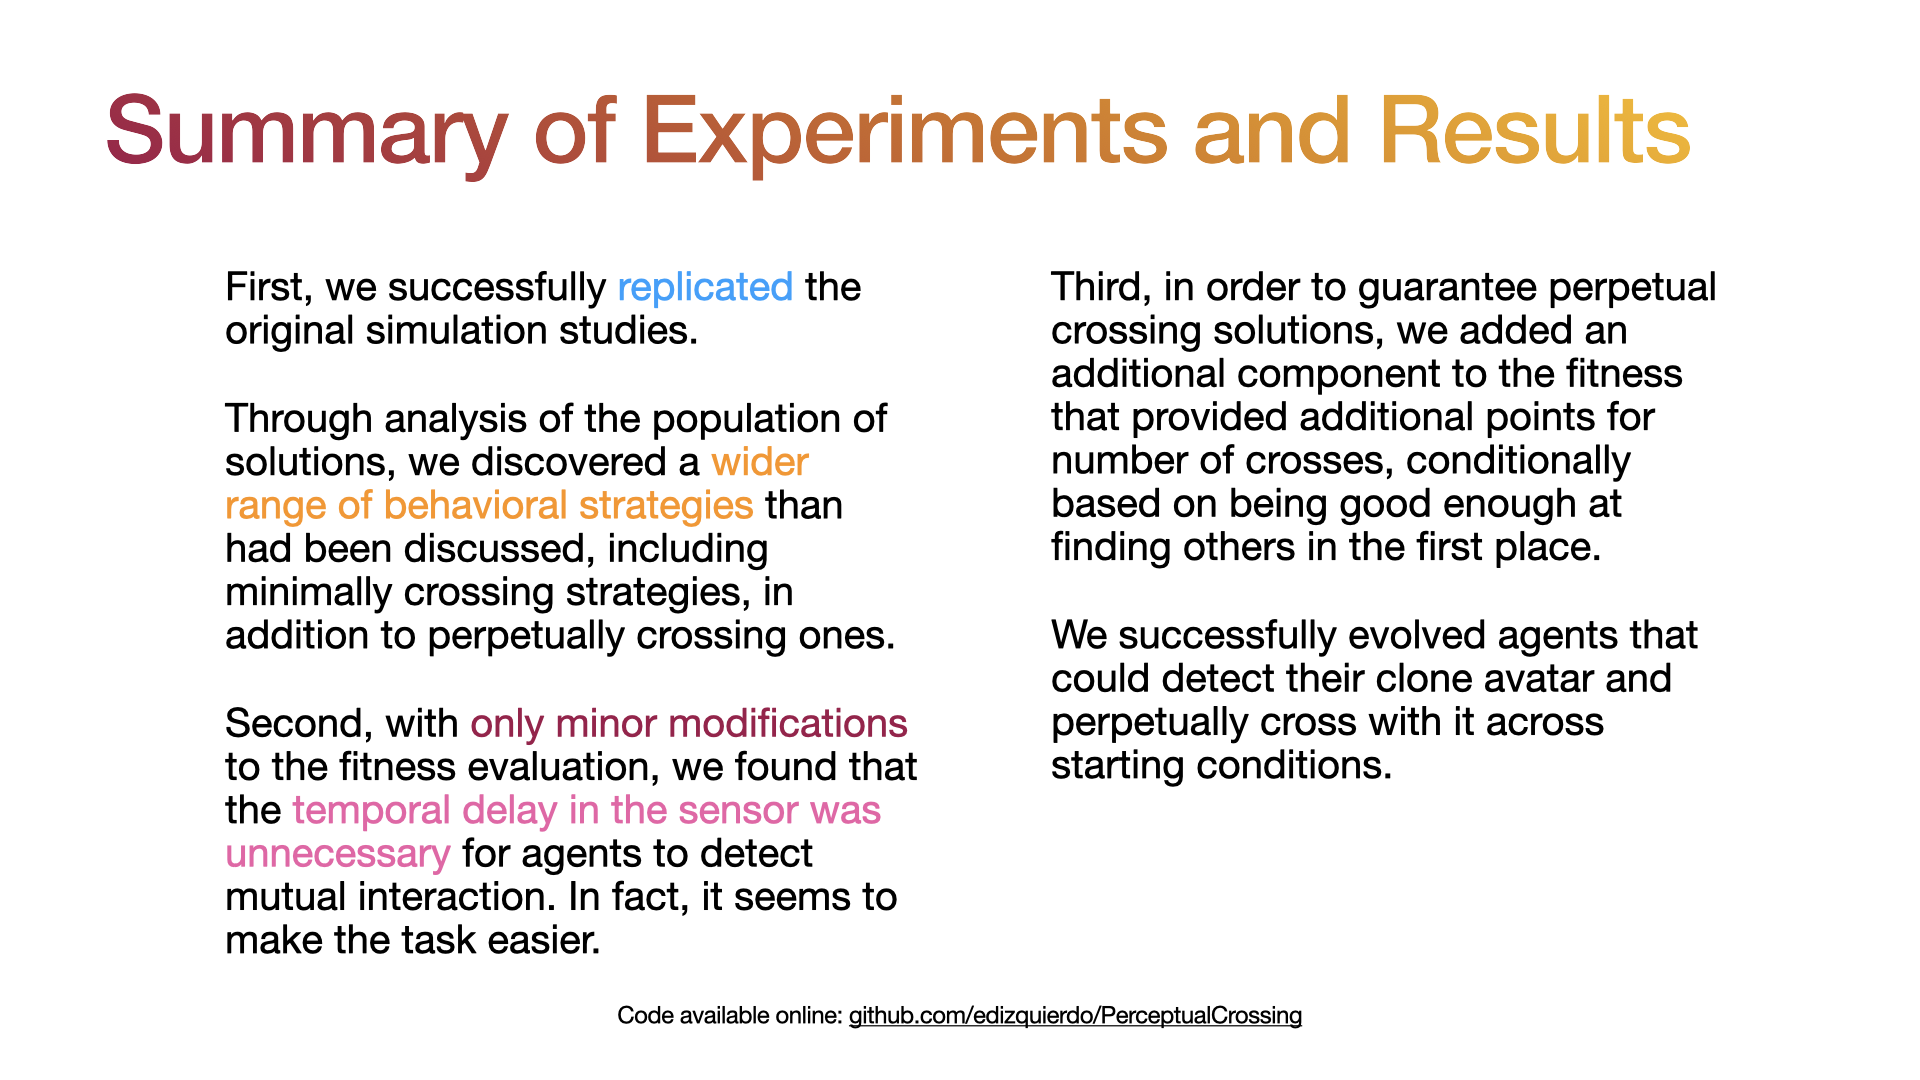 Summary of Experiments and Results
First, we successfully replicated the
original simulation studies.
Through analysis of the population of
solutions, we discovered a wider
range of behavioral strategies than
had been discussed, including
minimally crossing strategies, in
addition to perpetually crossing ones.
Second, with only minor modifications
to the fitness evaluation, we found that
the temporal delay in the sensor was
unnecessary for agents to detect
mutual interaction. In fact, it seems to
make the task easier.
Third, in order to guarantee perpetual
crossing solutions, we added an
additional component to the fitness
that provided additional points for
number of crosses, conditionally
based on being good enough at
finding others in the first place.
We successfully evolved agents that
could detect their clone avatar and
perpetually cross with it across
starting conditions.
Code available online: github.com/edizquierdo/PerceptualCrossing